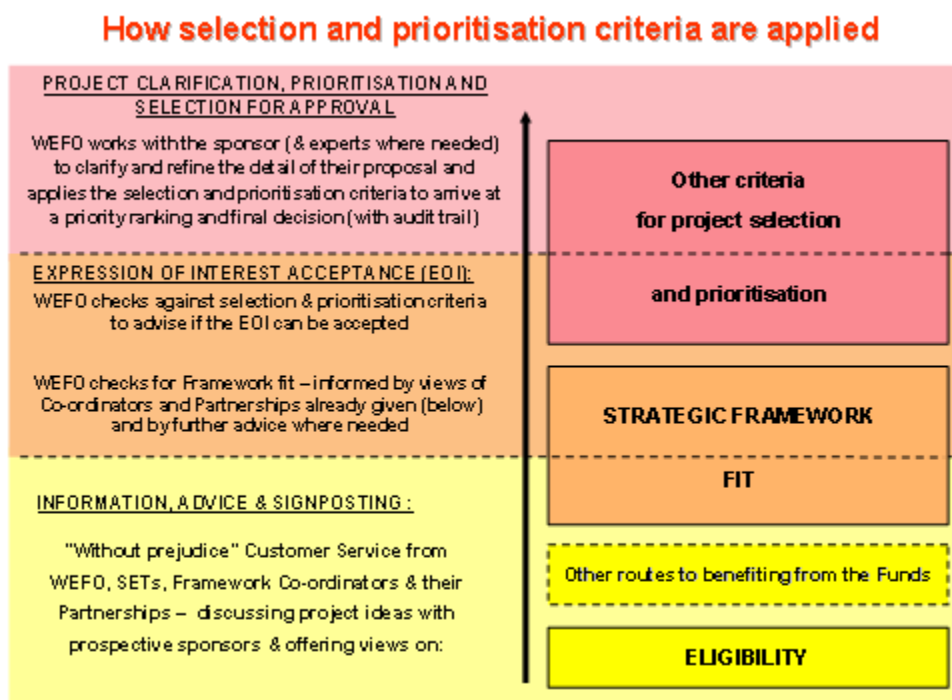 How selection and prioritisation criteria are applied
PROJECT CLARIFICATION, PRIORITISATION AND
SELECTION FOR APPROVAL
WEFO works with the sponsor (& experts where needed)
to clarify and refine the detail of their proposal and
applies the selection and prioritisation criteria to arrive at
a priority ranking and final decision (with audit trail)
EXPRESSION OF INTEREST ACCEPTANCE (EOI):
WEFO checks against selection & prioritisation criteria
to advise if the EOI can be accepted
WEFO checks for Framework fit – informed by views of
Co-ordinators and Partnerships already given (below)
and by further advice where needed
INFORMATION, ADVICE & SIGNPOSTING :
"Without prejudice" Customer Service from
WEFO, SETs, Framework Co-ordinators & their
Partnerships – discussing project ideas with
prospective sponsors & offering views on:
Other criteria
for project selection
and prioritisation
STRATEGIC FRAMEWORK
FIT
Other routes to benefiting from the Funds
ELIGIBILITY